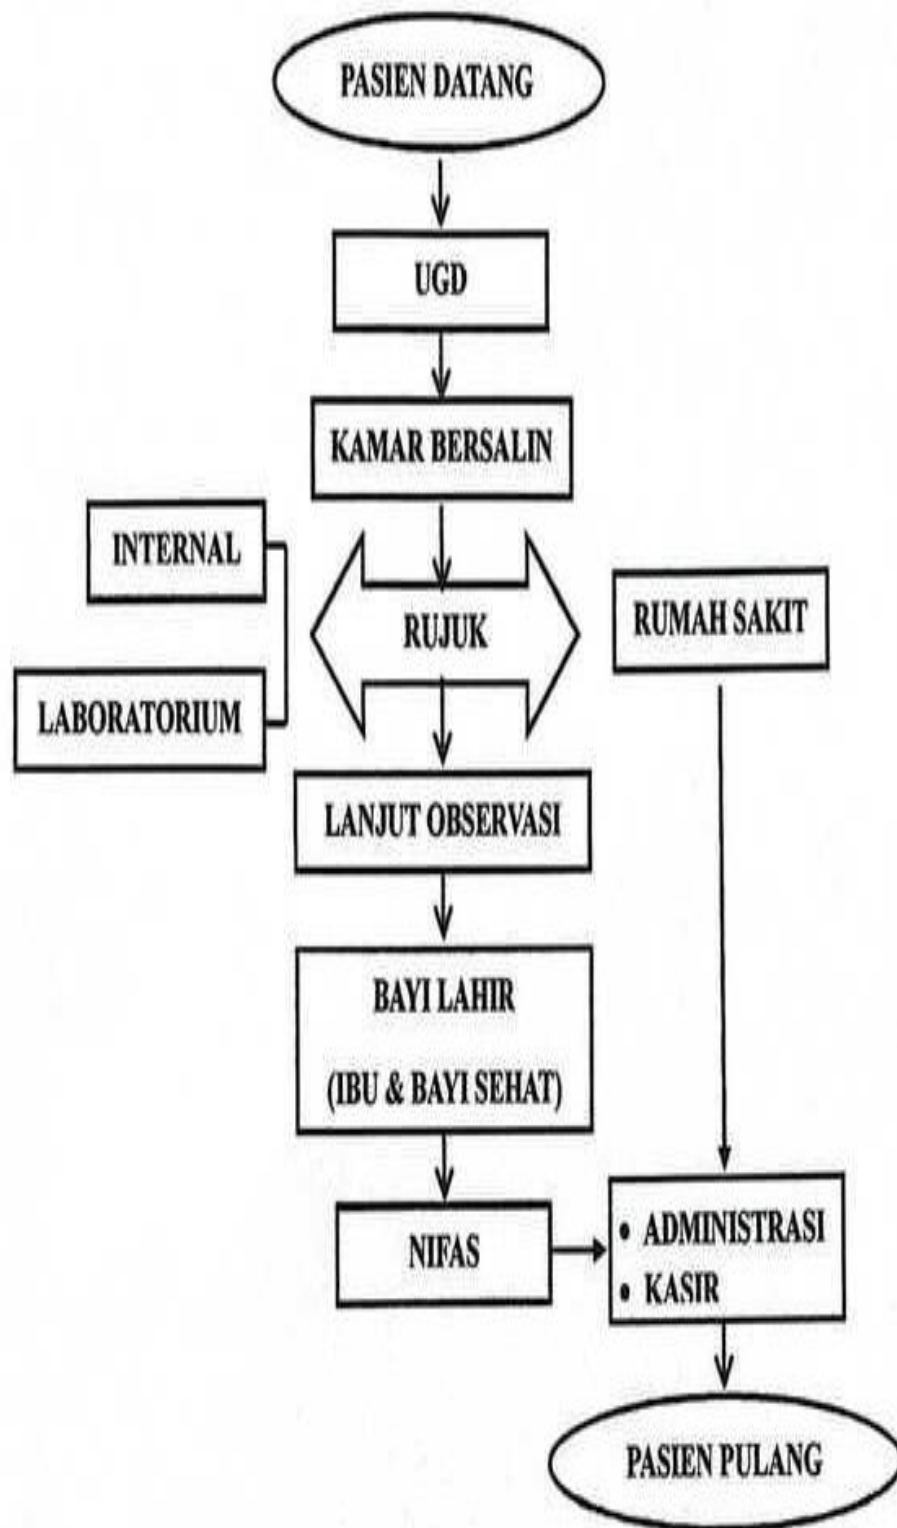 PASIEN DATANG
UGD
KAMAR BERSALIN
INTERNAL
RUJUK
RUMAH SAKIT
LABORATORIUM
LANJUT OBSERVASI
BAYI LAHIR
(IBU & BAYI SEHAT)
NIFAS
• ADMINISTRASI
• KASIR
PASIEN PULANG